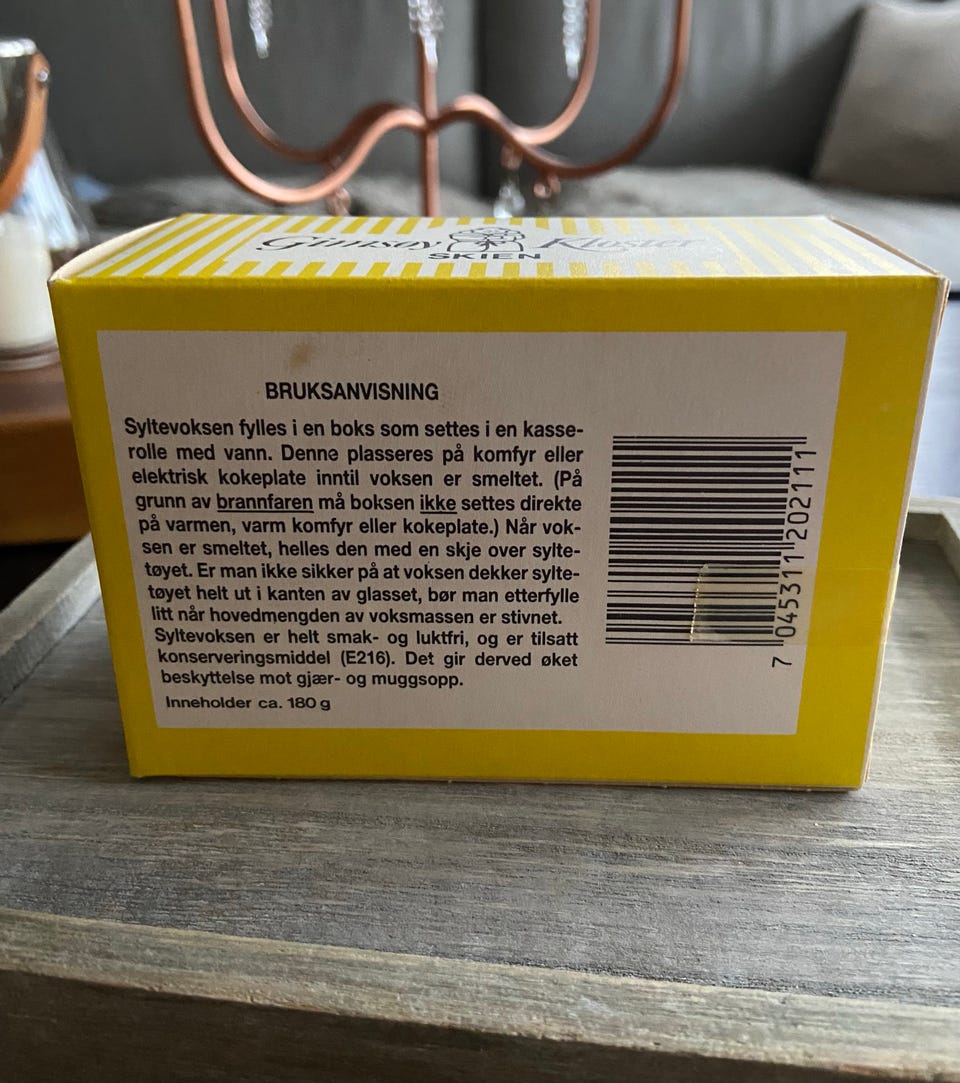 Gimsøy Kloster
SKIEN
BRUKSANVISNING
Syltevoksen fylles i en boks som settes i en kasse-
rolle med vann. Denne plasseres på komfyr eller
elektrisk kokeplate inntil voksen er smeltet. (På
grunn av brannfaren må boksen ikke settes direkte
på varmen, varm komfyr eller kokeplate.) Når vok-
sen er smeltet, helles den med en skje over sylte-
tøyet. Er man ikke sikker på at voksen dekker sylte-
tøyet helt ut i kanten av glasset, bør man etterfylle
litt når hovedmengden av voksmassen er stivnet.
Syltevoksen er helt smak- og luktfri, og er tilsatt
konserveringsmiddel (E216). Det gir derved øket
beskyttelse mot gjær- og muggsopp.
Inneholder ca. 180 g
7 045311 202111